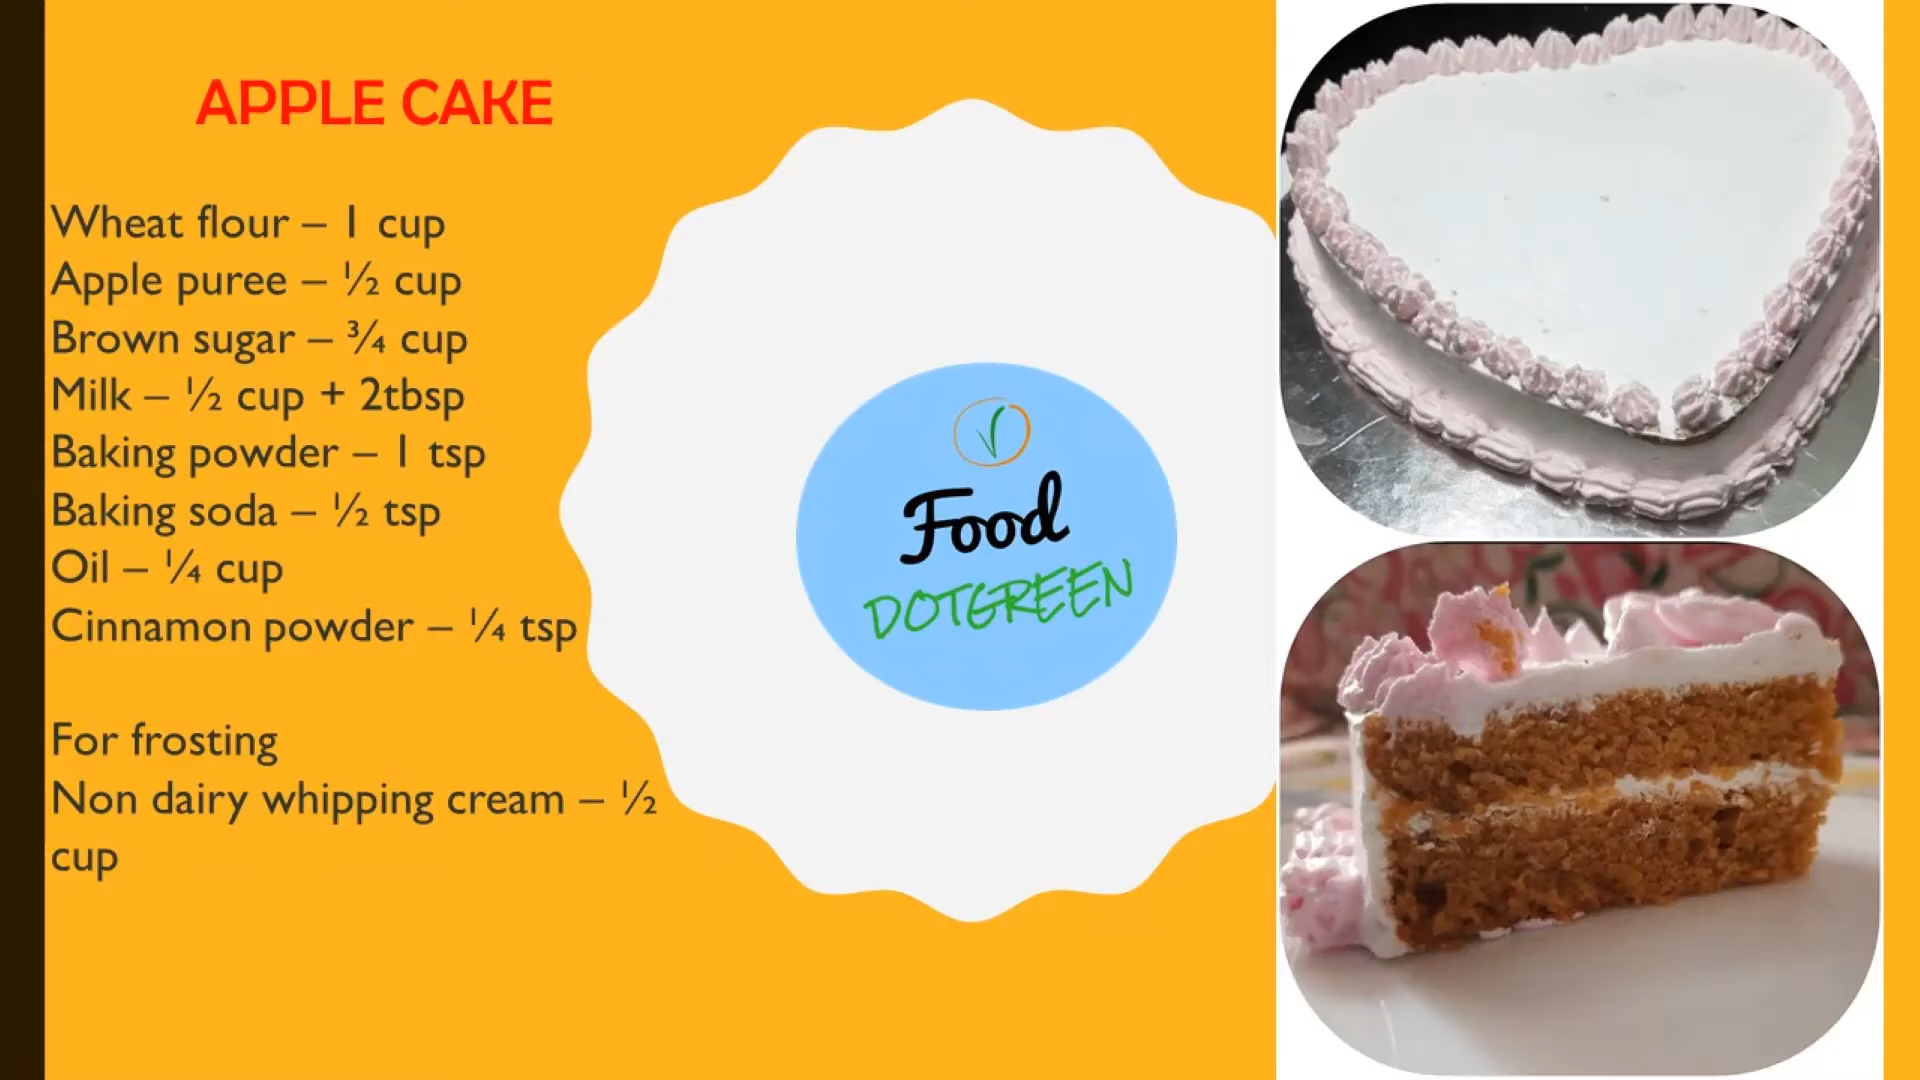 APPLE CAKE
Wheat flour – 1 cup
Apple puree – ½ cup
Brown sugar – ¾ cup
Milk – ½ cup + 2tbsp
Baking powder – 1 tsp
Baking soda – ½ tsp
Oil – ¼ cup
Cinnamon powder – ¼ tsp
For frosting
Non dairy whipping cream – ½
cup
Food
DOTGREEN